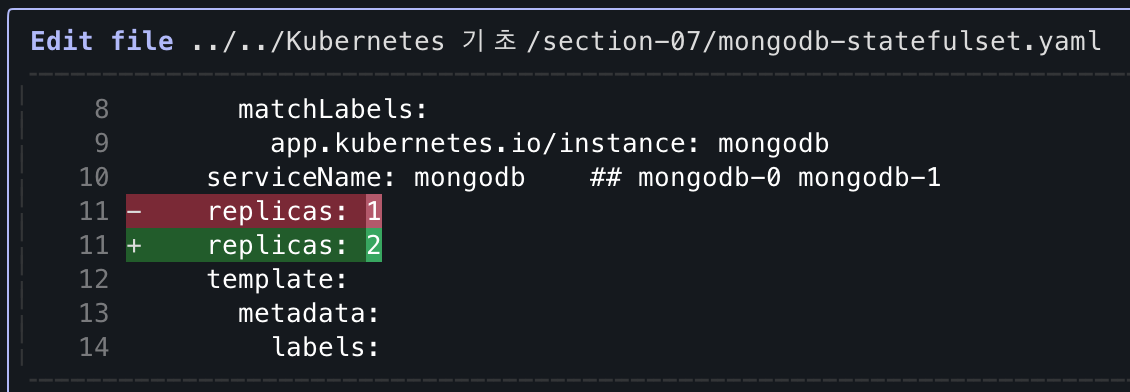 Edit file ../../Kubernetes 기초/section-07/mongodb-statefulset.yaml
8 matchLabels:
9 app.kubernetes.io/instance: mongodb
10 serviceName: mongodb ## mongodb-0 mongodb-1
11 - replicas: 1
11 + replicas: 2
12 template:
13 metadata:
14 labels: